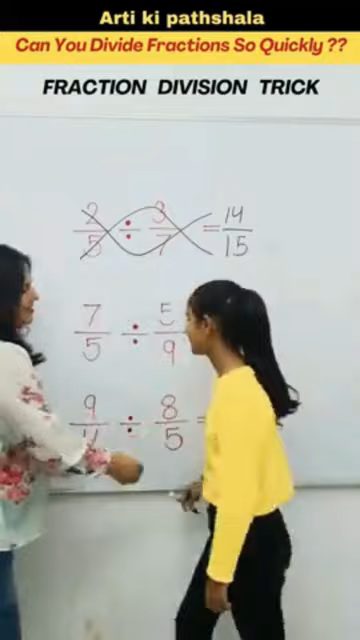 Arti ki pathshala
Can You Divide Fractions So Quickly ??
FRACTION DIVISION TRICK
2/5 ÷ 3/7 = 14/15
7/5 ÷ 5/9
9/ ÷ 8/5 =